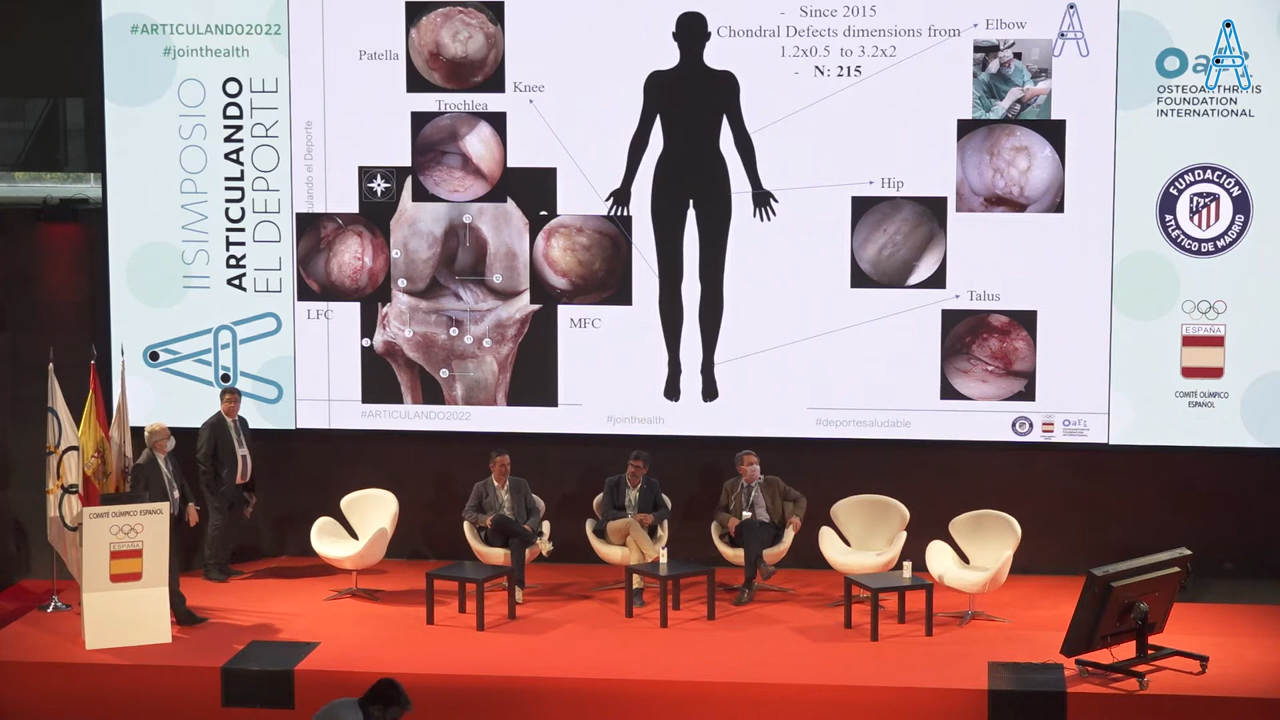 #ARTICULANDO2022
#jointhealth
II SIMPOSIO
ARTICULANDO
EL DEPORTE
- Since 2015
Chondral Defects dimensions from
1.2x0.5 to 3.2x2
- N: 215
Patella
Knee
Trochlea
LFC
MFC
Elbow
Hip
Talus
#ARTICULANDO2022
#jointhealth
#deportesaludable
OSTEOARTHRITIS
FOUNDATION
INTERNATIONAL
FUNDACIÓN
ATLÉTICO DE MADRID
ESPAÑA
COMITÉ OLÍMPICO
ESPAÑOL
COMITÉ OLÍMPICO ESPAÑOL
ESPAÑA